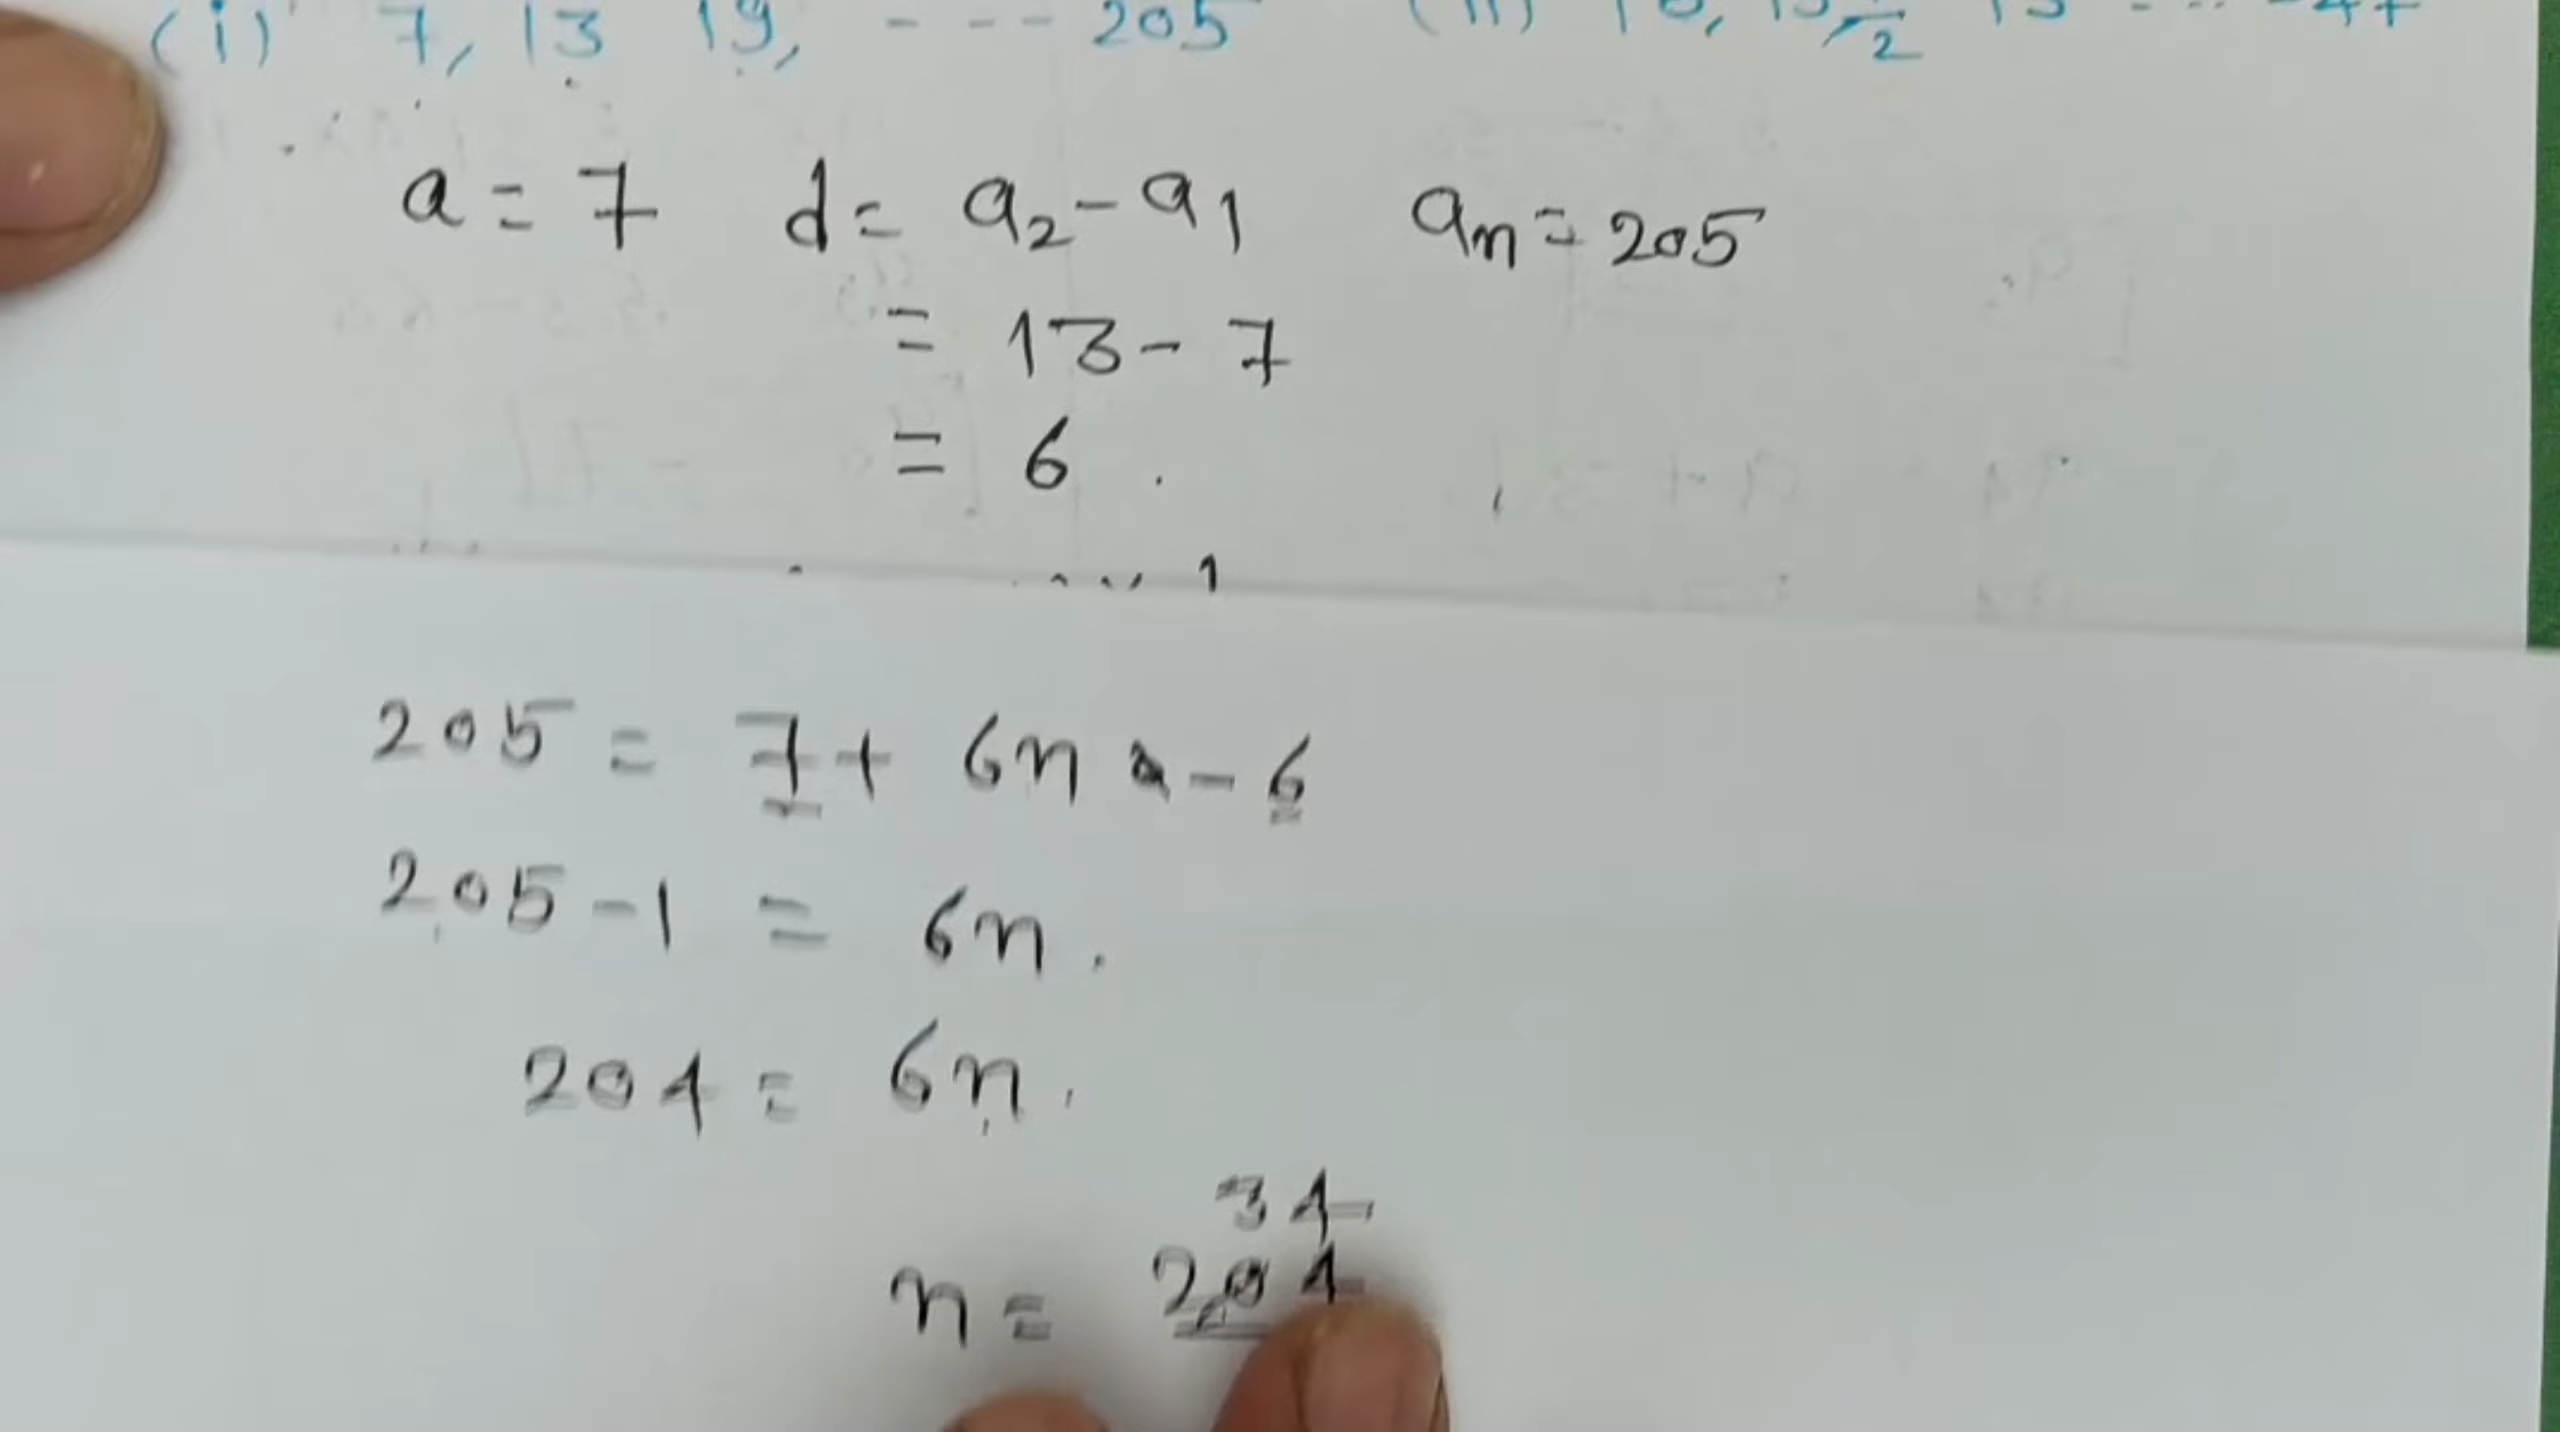 (i) 7, 13 19, - - - 205 (ii)
a = 7 d = a₂ - a₁ aₙ = 205
= 13 - 7
= 6 .
205 = 7 + 6n - 6
205 - 1 = 6n .
204 = 6n .
34
n = 204